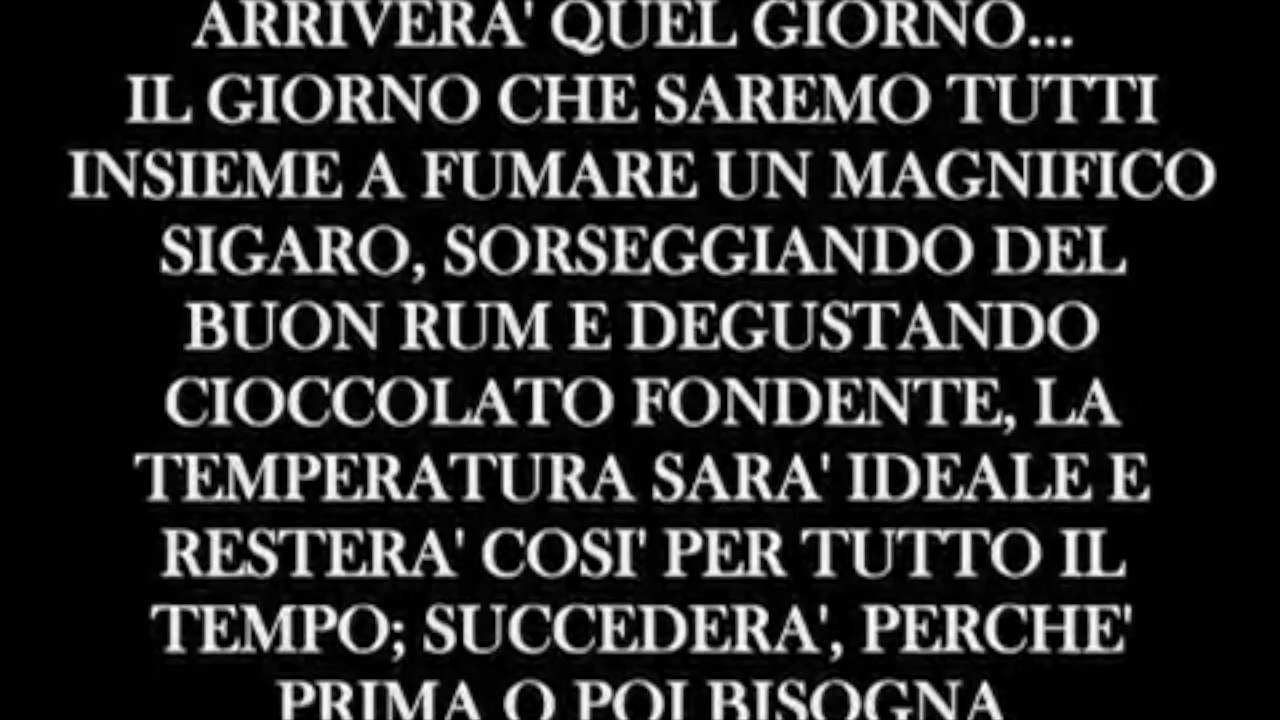 ARRIVERA' QUEL GIORNO...
IL GIORNO CHE SAREMO TUTTI
INSIEME A FUMARE UN MAGNIFICO
SIGARO, SORSEGGIANDO DEL
BUON RUM E DEGUSTANDO
CIOCCOLATO FONDENTE, LA
TEMPERATURA SARA' IDEALE E
RESTERA' COSI' PER TUTTO IL
TEMPO; SUCCEDERA', PERCHE'
PRIMA O POI BISOGNA